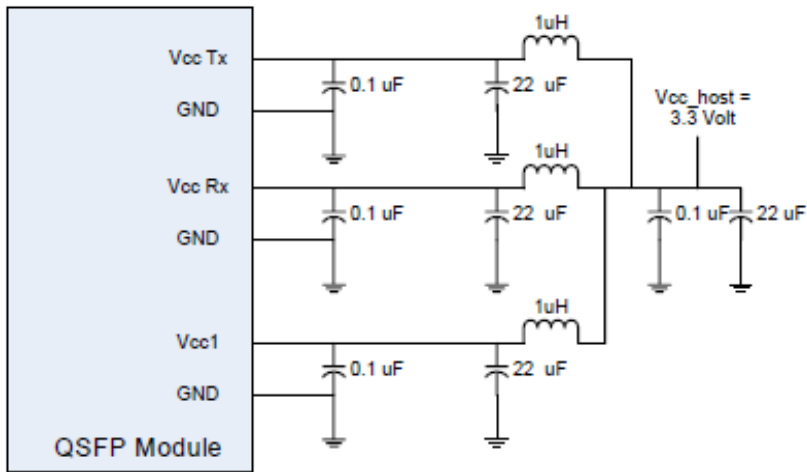 1uH
Vcc Tx
0.1 uF
22 uF
GND
Vcc_host =
3.3 Volt
1uH
Vcc Rx
0.1 uF
22 uF
0.1 uF
22 uF
GND
1uH
Vcc1
0.1 uF
22 uF
GND
QSFP Module